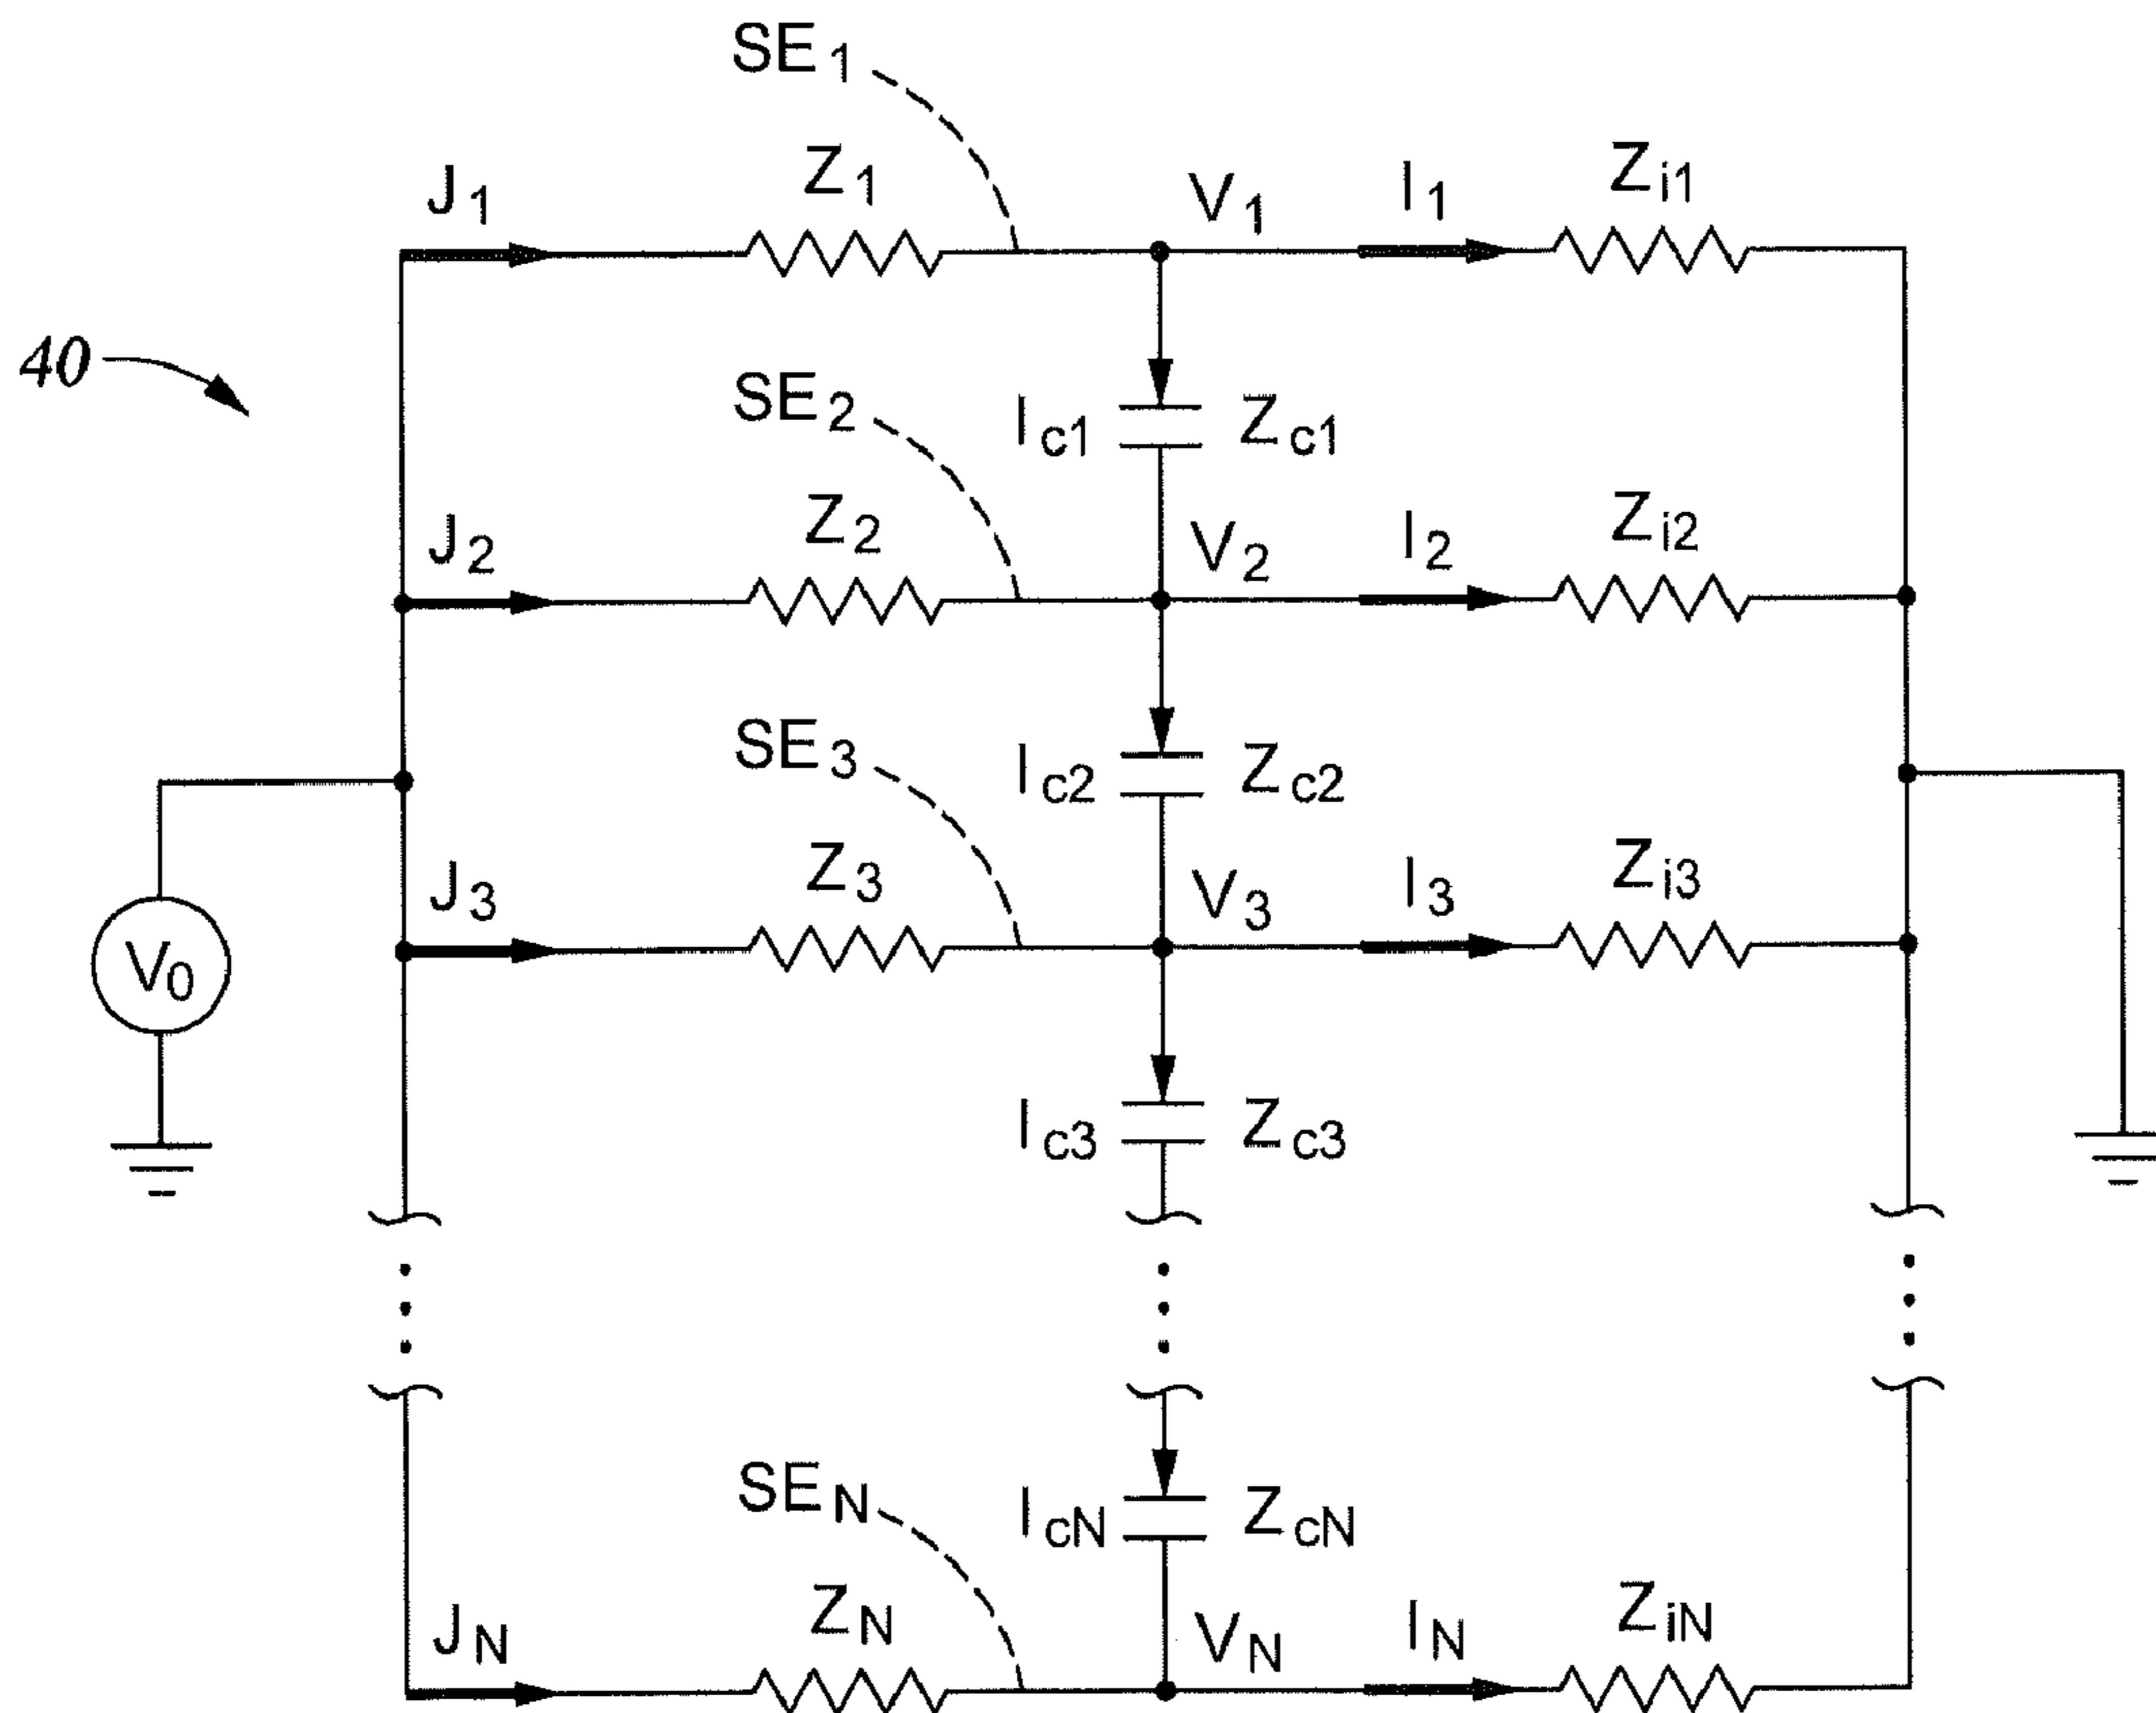 SE1
J1 Z1 V1 I1 Zi1
40
Ic1 Zc1
SE2
J2 Z2 V2 I2 Zi2
Ic2 Zc2
SE3
J3 Z3 V3 I3 Zi3
V0
Ic3 Zc3
IcN ZcN
SEN
JN ZN VN IN ZiN